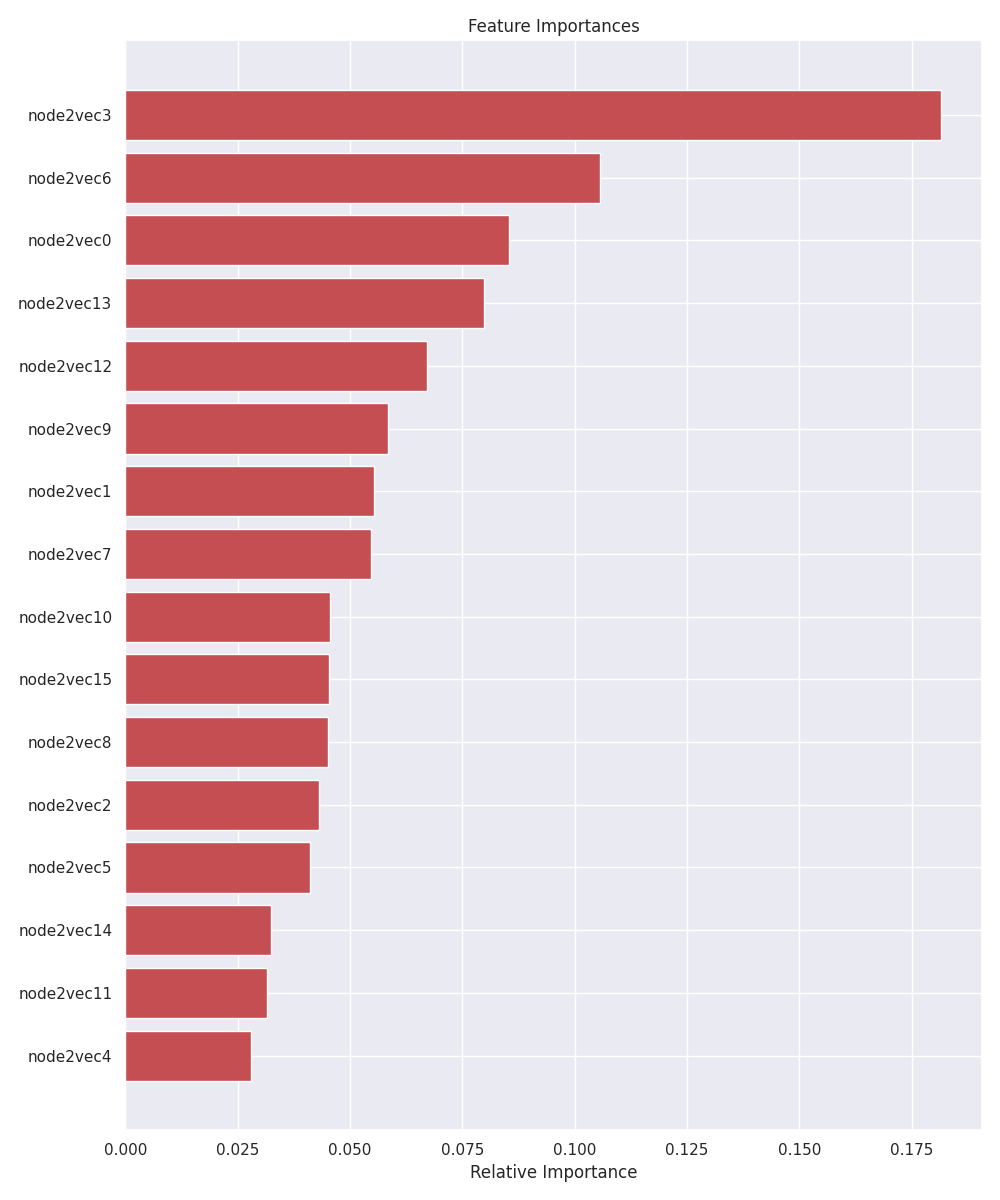 Feature Importances
node2vec3
node2vec6
node2vec0
node2vec13
node2vec12
node2vec9
node2vec1
node2vec7
node2vec10
node2vec15
node2vec8
node2vec2
node2vec5
node2vec14
node2vec11
node2vec4
0.000 0.025 0.050 0.075 0.100 0.125 0.150 0.175
Relative Importance